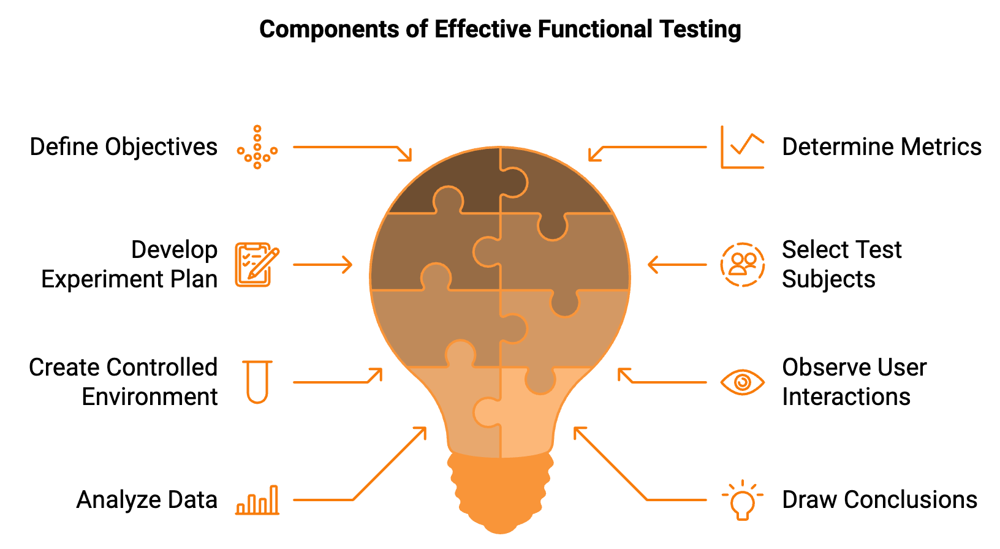 Components of Effective Functional Testing
Define Objectives
Determine Metrics
Develop
Experiment Plan
Select Test
Subjects
Create Controlled
Environment
Observe User
Interactions
Analyze Data
Draw Conclusions